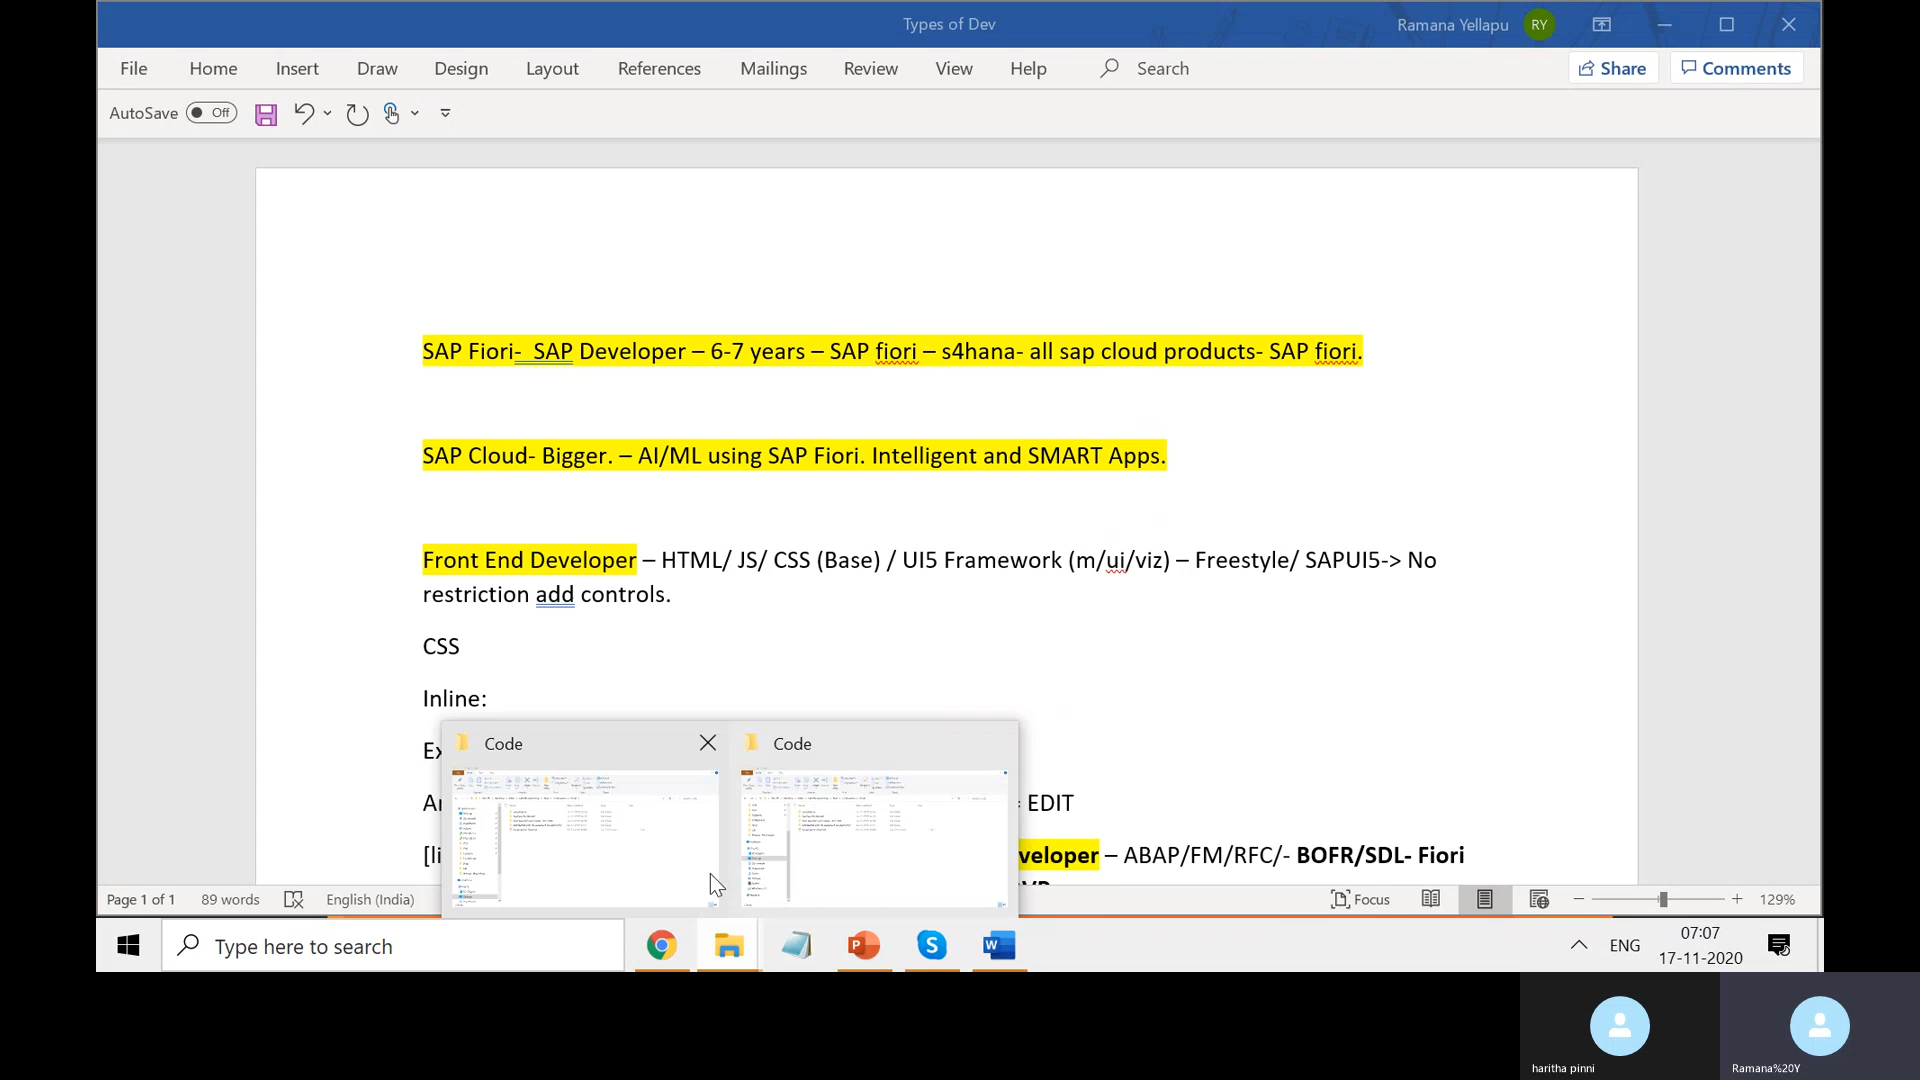 Types of Dev
Ramana Yellapu RY
File Home Insert Draw Design Layout References Mailings Review View Help Search Share Comments
AutoSave Off
SAP Fiori-  SAP Developer – 6-7 years – SAP fiori – s4hana- all sap cloud products- SAP fiori.
SAP Cloud- Bigger. – AI/ML using SAP Fiori. Intelligent and SMART Apps.
Front End Developer – HTML/ JS/ CSS (Base) / UI5 Framework (m/ui/viz) – Freestyle/ SAPUI5-> No
restriction add controls.
CSS
Inline:
Code Code
EDIT
veloper – ABAP/FM/RFC/- BOFR/SDL- Fiori
Page 1 of 1 89 words English (India) Focus 129%
Type here to search ENG 07:07
17-11-2020
haritha pinni Ramana%20Y